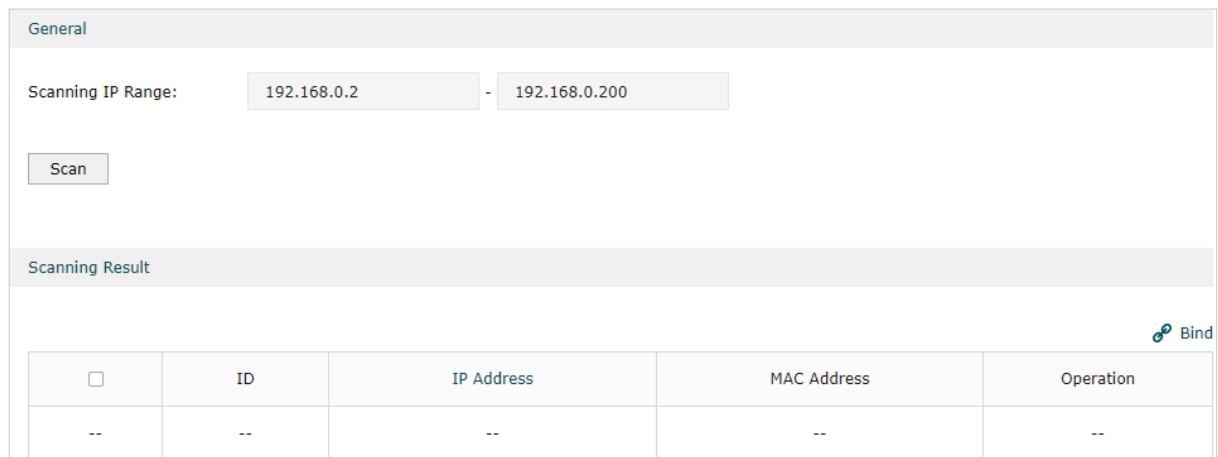 General
Scanning IP Range: 192.168.0.2 - 192.168.0.200
Scan
Scanning Result
Bind
ID IP Address MAC Address Operation
-- -- -- -- --